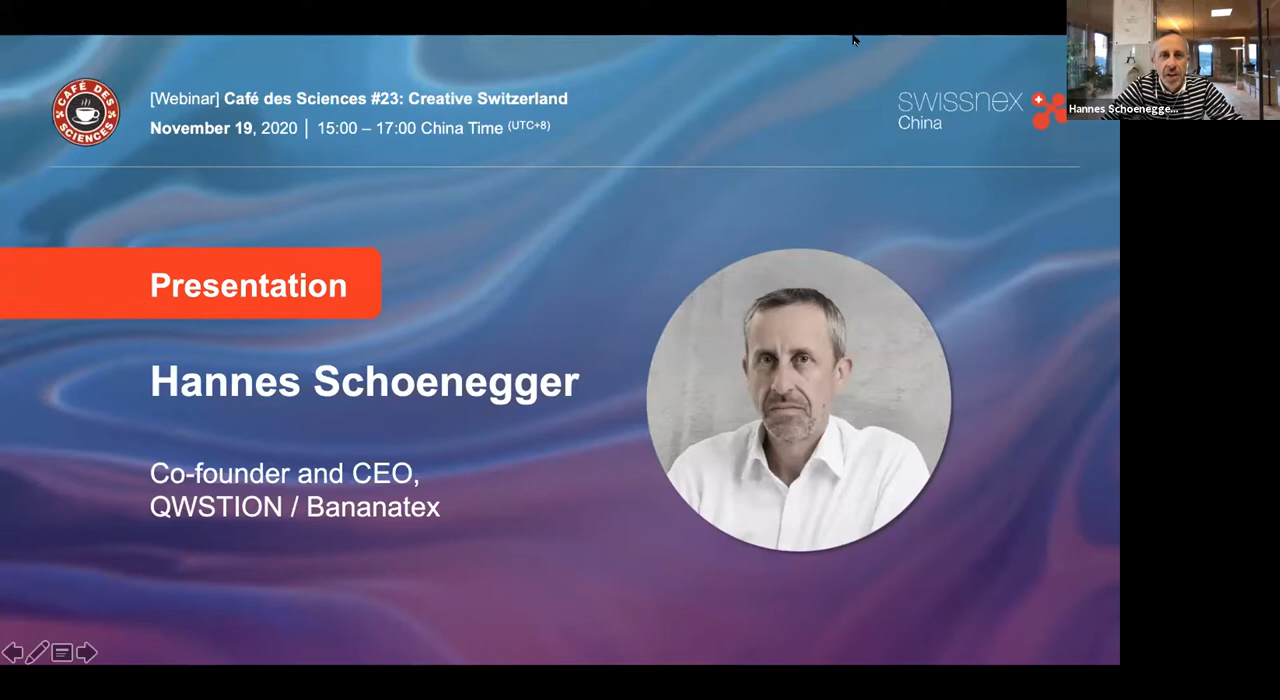 [Webinar] Café des Sciences #23: Creative Switzerland
November 19, 2020 | 15:00 – 17:00 China Time (UTC+8)
CAFÉ DES
SCIENCES
swissnex
China
Hannes Schoenegge...
Presentation
Hannes Schoenegger
Co-founder and CEO,
QWSTION / Bananatex